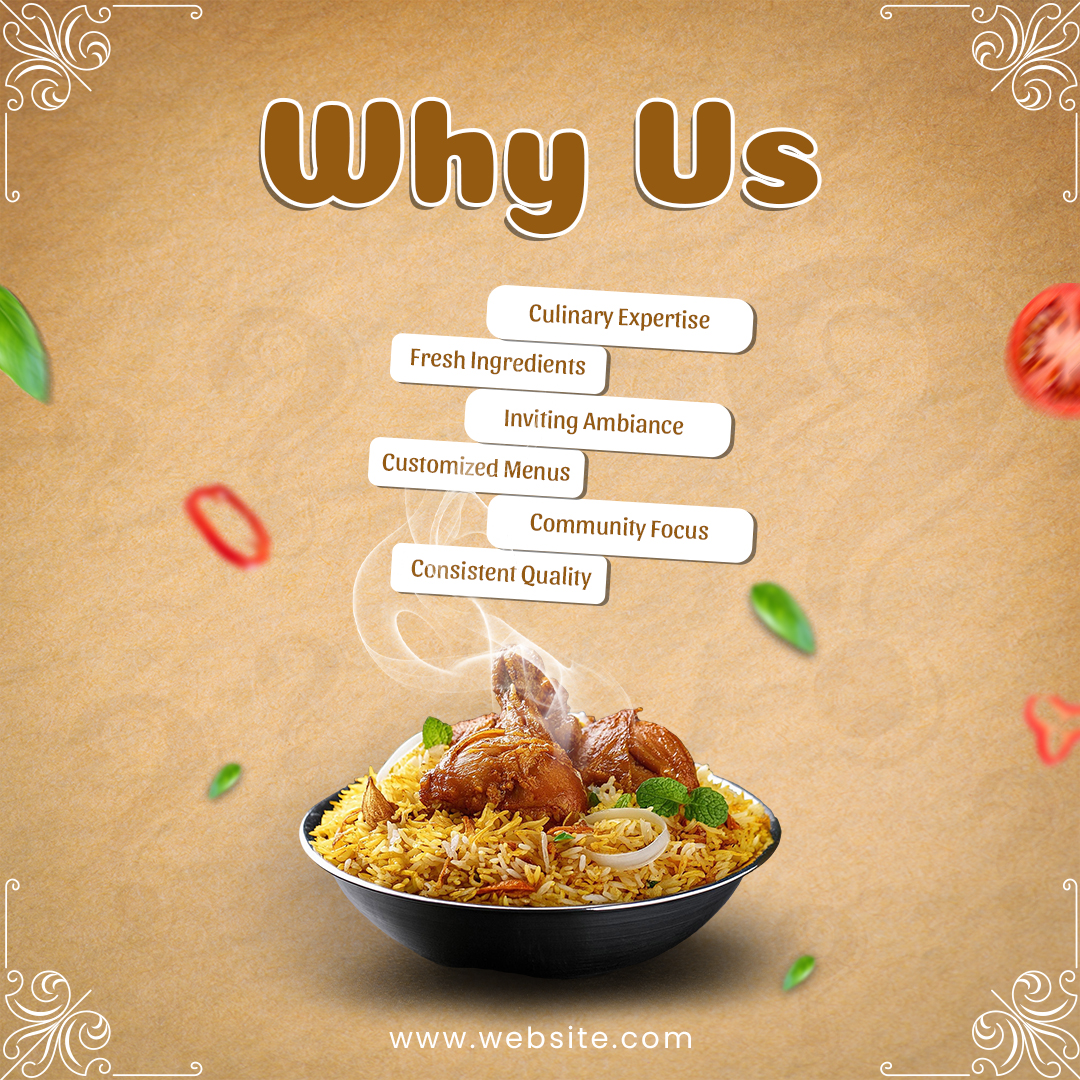 Why Us
Culinary Expertise
Fresh Ingredients
Inviting Ambiance
Customized Menus
Community Focus
Consistent Quality
www.website.com